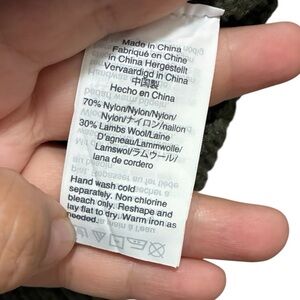 Made in China
Fabriqué en Chine
In China Hergestellt
Vervaardigd in China
中国製
Hecho en China
70% Nylon/Nylon/
Nylon/ナイロン/nailon
30% Lambs Wool/Laine
D'agneau/Lammwolle/
Lamswol/ラムウール/
lana de cordero
Hand wash cold
separately. Non chlorine
bleach only. Reshape and
lay flat to dry. Warm iron as
needed.